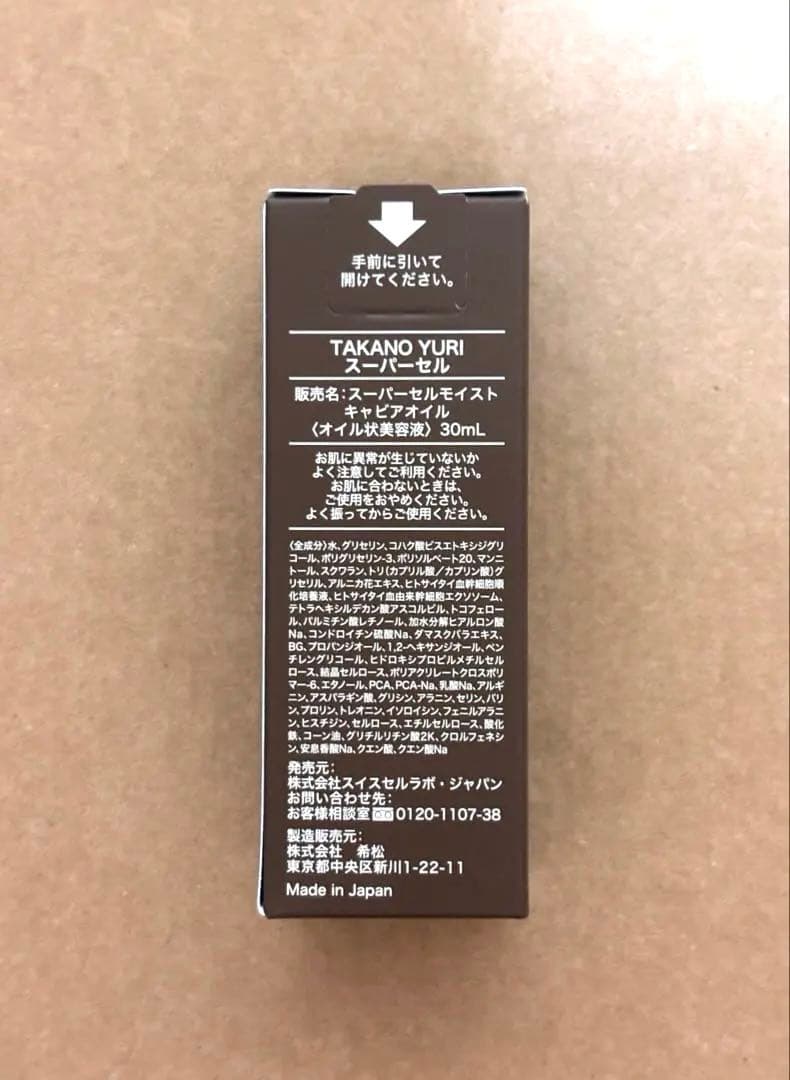 手前に引いて
開けてください。
TAKANO YURI
スーパーセル
販売名：スーパーセルモイスト
キャビアオイル
〈オイル状美容液〉30mL
お肌に異常が生じていないか
よく注意してご利用ください。
お肌に合わないときは、
ご使用をおやめください。
よく振ってからご使用ください。
〈全成分〉水、グリセリン、コハク酸ビスエトキシジグリ
コール、ポリグリセリン-3、ポリソルベート20、マンニ
トール、スクワラン、トリ(カプリル酸／カプリン酸)グ
リセリル、アルニカ花エキス、ヒトサイタイ血幹細胞順
化培養液、ヒトサイタイ血由来幹細胞エクソソーム、
テトラヘキシルデカン酸アスコルビル、トコフェロー
ル、パルミチン酸レチノール、加水分解ヒアルロン酸
Na、コンドロイチン硫酸Na、ダマスクバラエキス、
BG、プロパンジオール、1,2-ヘキサンジオール、ペン
チレングリコール、ヒドロキシプロピルメチルセル
ロース、結晶セルロース、ポリアクリレートクロスポリ
マー-6、エタノール、PCA、PCA-Na、乳酸Na、アルギ
ニン、アスパラギン酸、グリシン、アラニン、セリン、バリ
ン、プロリン、トレオニン、イソロイシン、フェニルアラニ
ン、ヒスチジン、セルロース、エチルセルロース、酸化
鉄、コーン油、グリチルリチン酸2K、クロルフェネシ
ン、安息香酸Na、クエン酸、クエン酸Na
発売元：
株式会社スイスセルラボ・ジャパン
お問い合わせ先：
お客様相談室 0120-1107-38
製造販売元：
株式会社　希松
東京都中央区新川1-22-11
Made in Japan